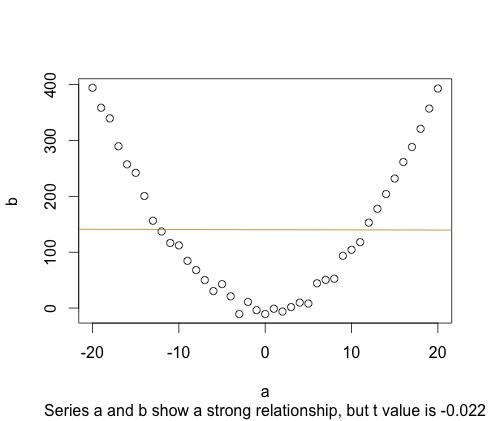 400
300
200
100
0
b
-20 -10 0 10 20
a
Series a and b show a strong relationship, but t value is -0.022